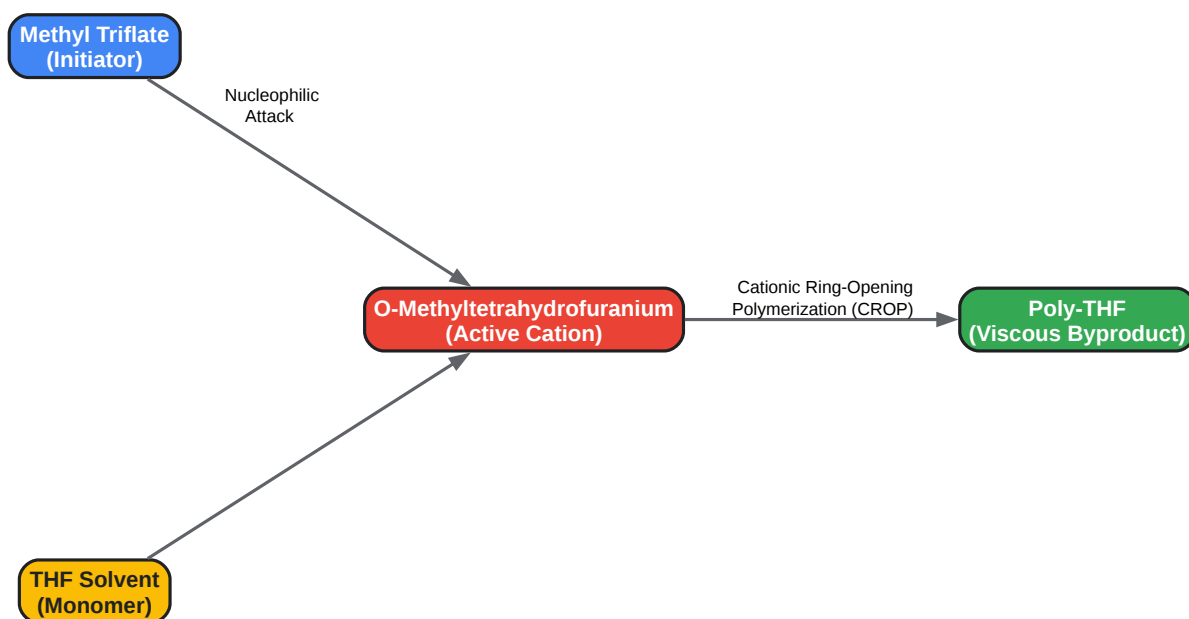 Methyl Triflate
(Initiator)
Nucleophilic
Attack
O-Methyltetrahydrofuranium
(Active Cation)
Cationic Ring-Opening
Polymerization (CROP)
Poly-THF
(Viscous Byproduct)
THF Solvent
(Monomer)